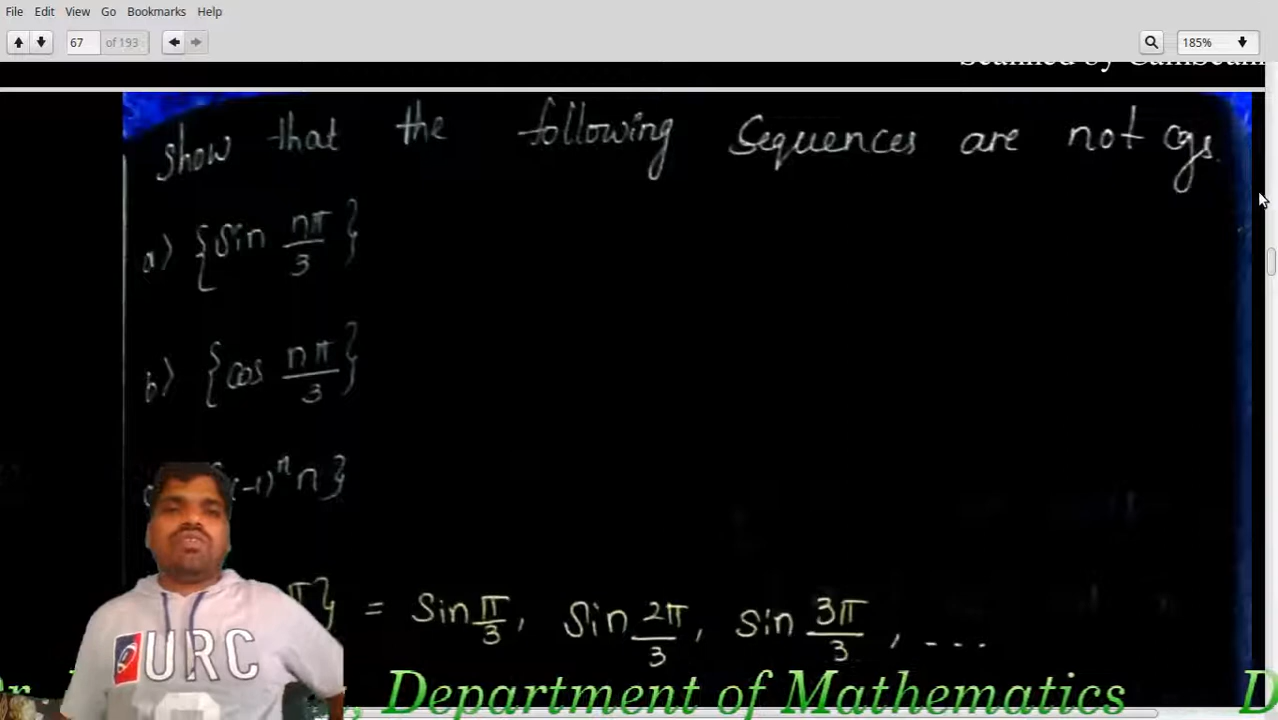 File Edit View Go Bookmarks Help
67 of 193 185%
Show that the following Sequences are not cgs.
a) {Sin nπ/3}
b) {cos nπ/3}
(-1)ⁿ n}
π} = Sin π/3, Sin 2π/3, Sin 3π/3, ----
URC
, Department of Mathematics D